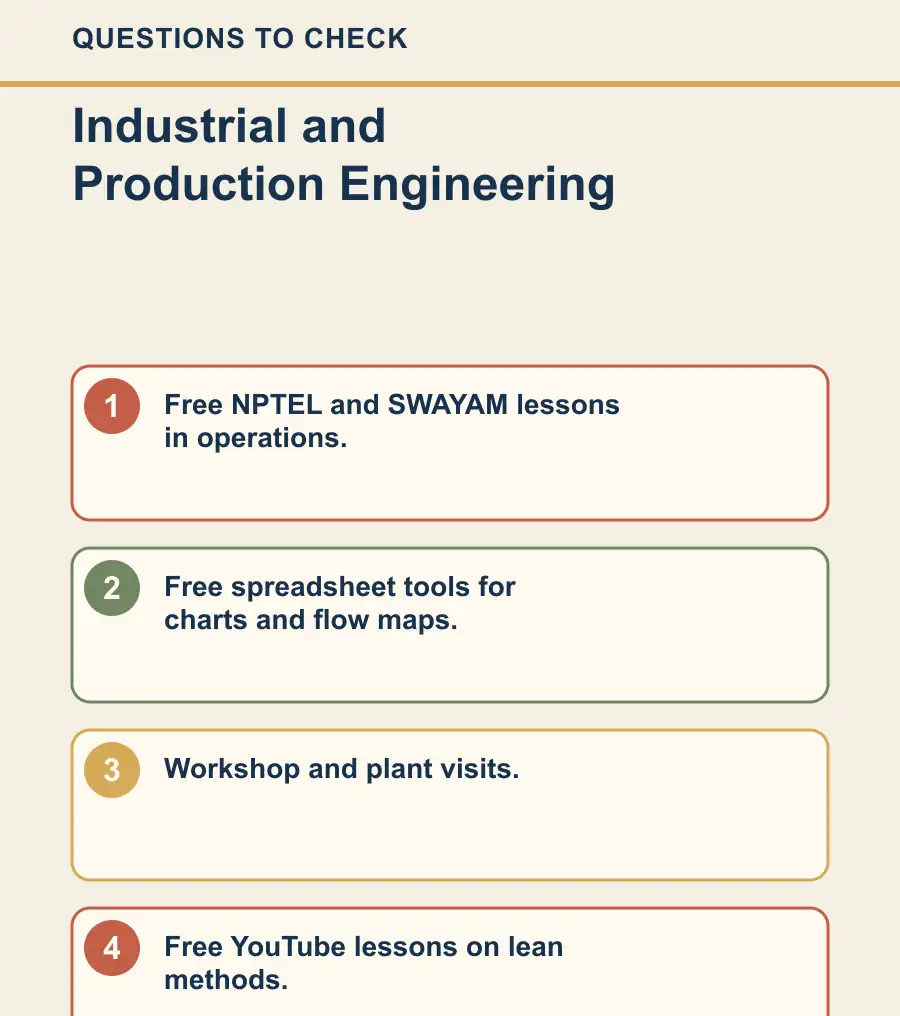 QUESTIONS TO CHECK
Industrial and
Production Engineering
1
Free NPTEL and SWAYAM lessons
in operations.
2
Free spreadsheet tools for
charts and flow maps.
3
Workshop and plant visits.
4
Free YouTube lessons on lean
methods.